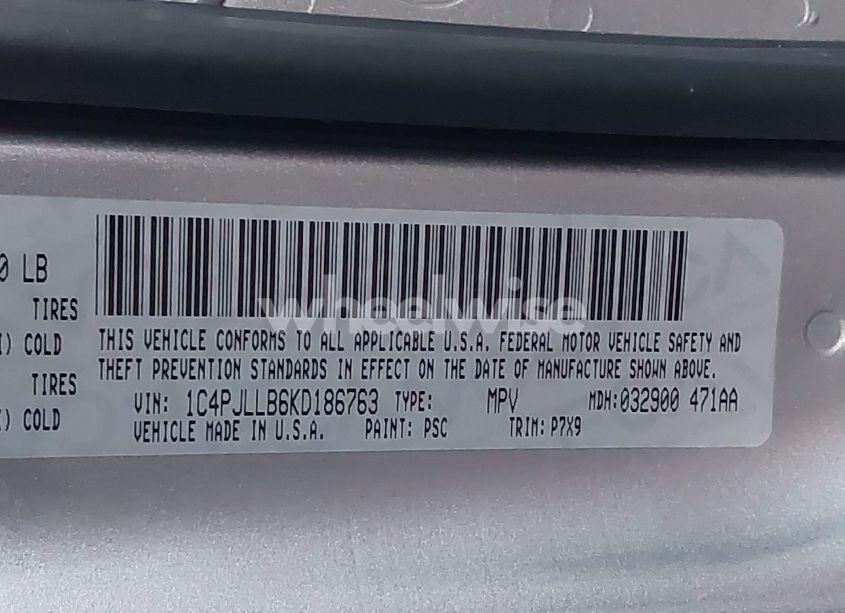 0 LB
TIRES
COLD
TIRES
COLD
THIS VEHICLE CONFORMS TO ALL APPLICABLE U.S.A. FEDERAL MOTOR VEHICLE SAFETY AND
THEFT PREVENTION STANDARDS IN EFFECT ON THE DATE OF MANUFACTURE SHOWN ABOVE.
VIN: 1C4PJLLB6KD186763 TYPE: MPV MDH:032900 471AA
VEHICLE MADE IN U.S.A. PAINT: PSC TRIM: P7X9
wheelwise